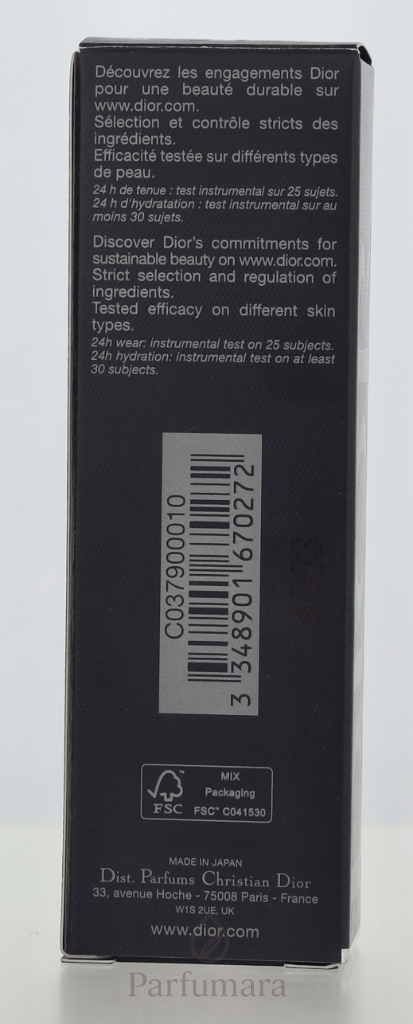 Découvrez les engagements Dior
pour une beauté durable sur
www.dior.com.
Sélection et contrôle stricts des
ingrédients.
Efficacité testée sur différents types
de peau.
24 h de tenue : test instrumental sur 25 sujets.
24 h d'hydratation : test instrumental sur au
moins 30 sujets.
Discover Dior's commitments for
sustainable beauty on www.dior.com.
Strict selection and regulation of
ingredients.
Tested efficacy on different skin
types.
24h wear: instrumental test on 25 subjects.
24h hydration: instrumental test on at least
30 subjects.
C037900010
3 348901 670272
FSC
MIX
Packaging
FSC™ C041530
MADE IN JAPAN
Dist. Parfums Christian Dior
33, avenue Hoche - 75008 Paris - France
W1S 2UE, UK
www.dior.com
Parfumara